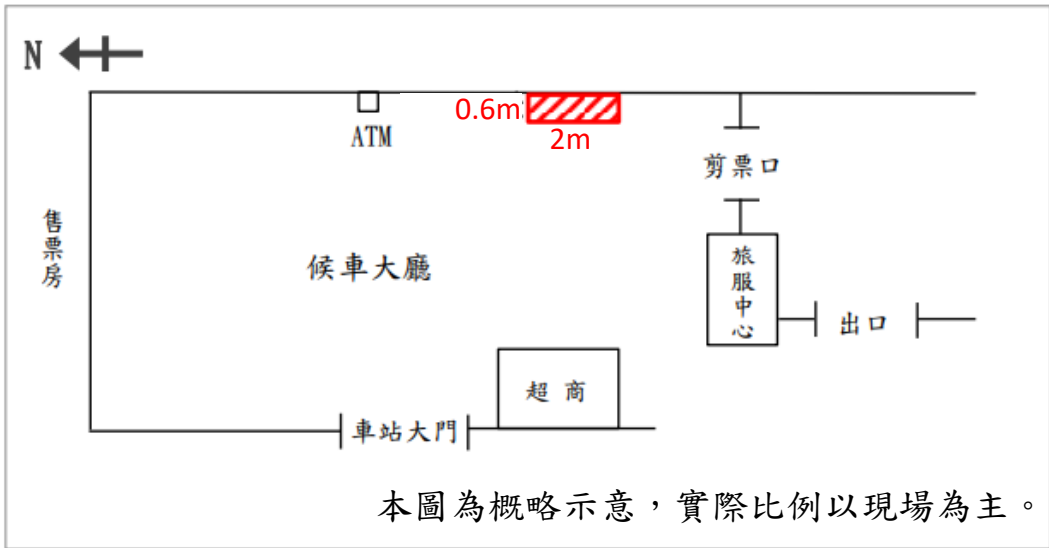 N
0.6m
2m
ATM
剪票口
售票房
候車大廳
旅服中心
出口
超商
車站大門
本圖為概略示意，實際比例以現場為主。